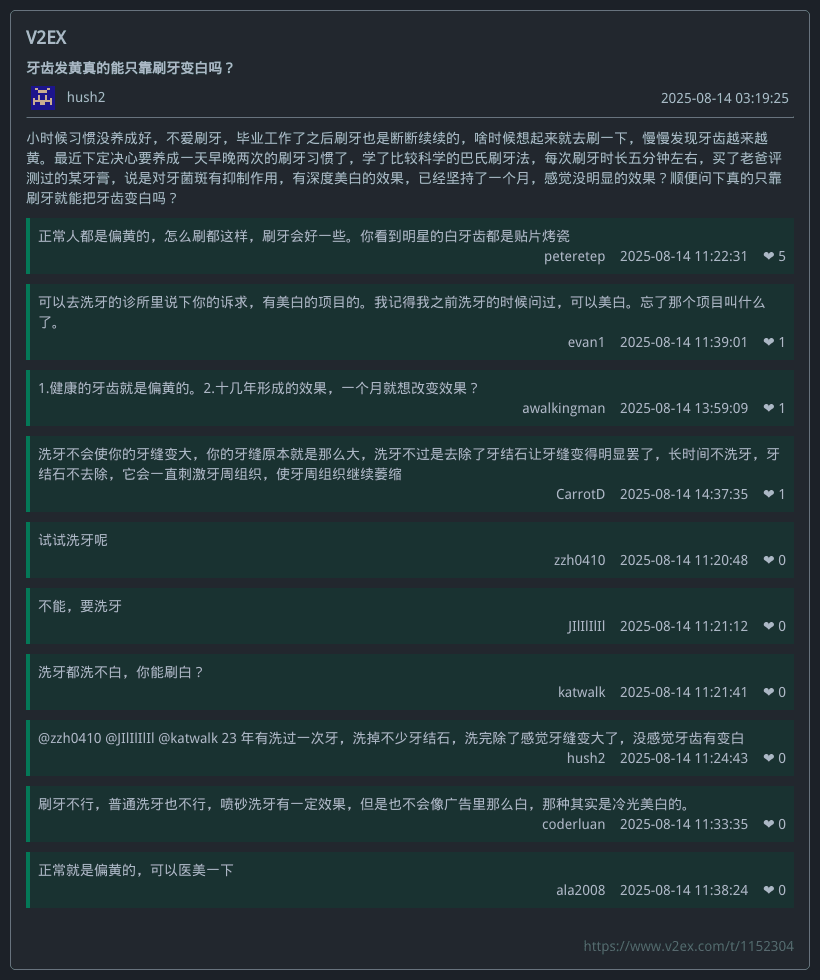 V2EX
牙齿发黄真的能只靠刷牙变白吗？
hush2
2025-08-14 03:19:25
小时候习惯没养成好，不爱刷牙，毕业工作了之后刷牙也是断断续续的，啥时候想起来就去刷一下，慢慢发现牙齿越来越
黄。最近下定决心要养成一天早晚两次的刷牙习惯了，学了比较科学的巴氏刷牙法，每次刷牙时长五分钟左右，买了老爸评
测过的某牙膏，说是对牙菌斑有抑制作用，有深度美白的效果，已经坚持了一个月，感觉没明显的效果？顺便问下真的只靠
刷牙就能把牙齿变白吗？
正常人都是偏黄的，怎么刷都这样，刷牙会好一些。你看到明星的白牙齿都是贴片烤瓷
peteretep 2025-08-14 11:22:31 ❤ 5
可以去洗牙的诊所里说下你的诉求，有美白的项目的。我记得我之前洗牙的时候问过，可以美白。忘了那个项目叫什么
了。
evan1 2025-08-14 11:39:01 ❤ 1
1.健康的牙齿就是偏黄的。2.十几年形成的效果，一个月就想改变效果？
awalkingman 2025-08-14 13:59:09 ❤ 1
洗牙不会使你的牙缝变大，你的牙缝原本就是那么大，洗牙不过是去除了牙结石让牙缝变得明显罢了，长时间不洗牙，牙
结石不去除，它会一直刺激牙周组织，使牙周组织继续萎缩
CarrotD 2025-08-14 14:37:35 ❤ 1
试试洗牙呢
zzh0410 2025-08-14 11:20:48 ❤ 0
不能，要洗牙
JIlIlIlIl 2025-08-14 11:21:12 ❤ 0
洗牙都洗不白，你能刷白？
katwalk 2025-08-14 11:21:41 ❤ 0
@zzh0410 @JIlIlIlIl @katwalk 23 年有洗过一次牙，洗掉不少牙结石，洗完除了感觉牙缝变大了，没感觉牙齿有变白
hush2 2025-08-14 11:24:43 ❤ 0
刷牙不行，普通洗牙也不行，喷砂洗牙有一定效果，但是也不会像广告里那么白，那种其实是冷光美白的。
coderluan 2025-08-14 11:33:35 ❤ 0
正常就是偏黄的，可以医美一下
ala2008 2025-08-14 11:38:24 ❤ 0
https://www.v2ex.com/t/1152304